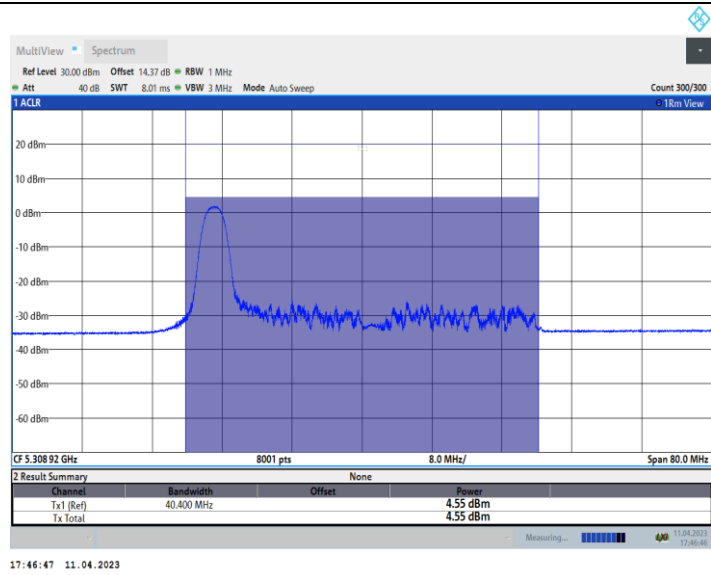 MultiView Spectrum
Ref Level 30.00 dBm Offset 14.37 dB RBW 1 MHz
Att 40 dB SWT 8.01 ms VBW 3 MHz Mode Auto Sweep Count 300/300
1 ACLR 1Rm View
20 dBm
10 dBm
0 dBm
-10 dBm
-20 dBm
-30 dBm
-40 dBm
-50 dBm
-60 dBm
CF 5.308 92 GHz 8001 pts 8.0 MHz/ Span 80.0 MHz
2 Result Summary None
Channel Bandwidth Offset Power
Tx1 (Ref) 40.400 MHz 4.55 dBm
Tx Total 4.55 dBm
Measuring... 11.04.2023
17:46:46
17:46:47 11.04.2023